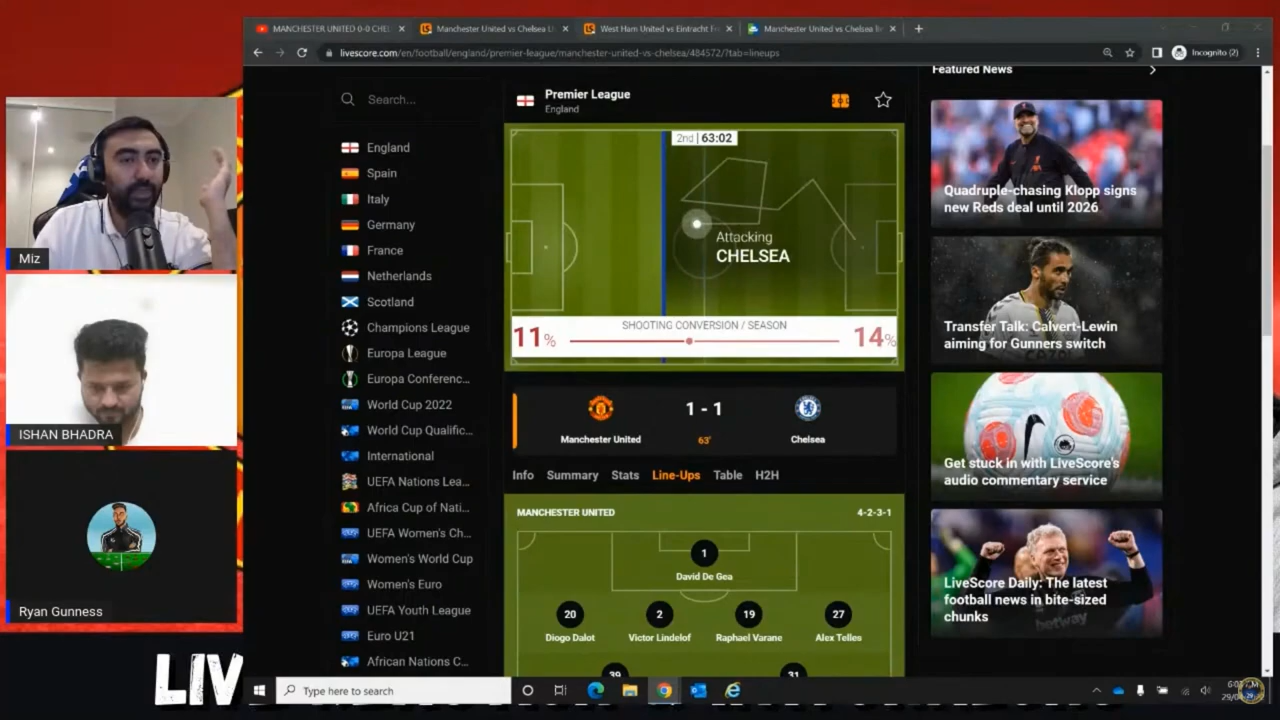 MANCHESTER UNITED 0-0 CHEL
Manchester United vs Chelsea Li
West Ham United vs Eintracht Fr
Manchester United vs Chelsea B
livescore.com/en/football/england/premier-league/manchester-united-vs-chelsea/484572/?tab=lineups
Incognito (2)
Miz
ISHAN BHADRA
Ryan Gunness
LIV
Search...
England
Spain
Italy
Germany
France
Netherlands
Scotland
Champions League
Europa League
Europa Conferenc...
World Cup 2022
World Cup Qualific...
International
UEFA Nations Lea...
Africa Cup of Nati...
UEFA Women's Ch...
Women's World Cup
Women's Euro
UEFA Youth League
Euro U21
African Nations C...
Premier League
England
2nd | 63:02
Attacking
CHELSEA
SHOOTING CONVERSION / SEASON
11%
14%
1 - 1
Manchester United
63'
Chelsea
Info Summary Stats Line-Ups Table H2H
MANCHESTER UNITED
4-2-3-1
1
David De Gea
20 2 19 27
Diogo Dalot Victor Lindelof Raphael Varane Alex Telles
39 31
Featured News
Quadruple-chasing Klopp signs
new Reds deal until 2026
Transfer Talk: Calvert-Lewin
aiming for Gunners switch
Get stuck in with LiveScore's
audio commentary service
LiveScore Daily: The latest
football news in bite-sized
chunks
betway
Type here to search